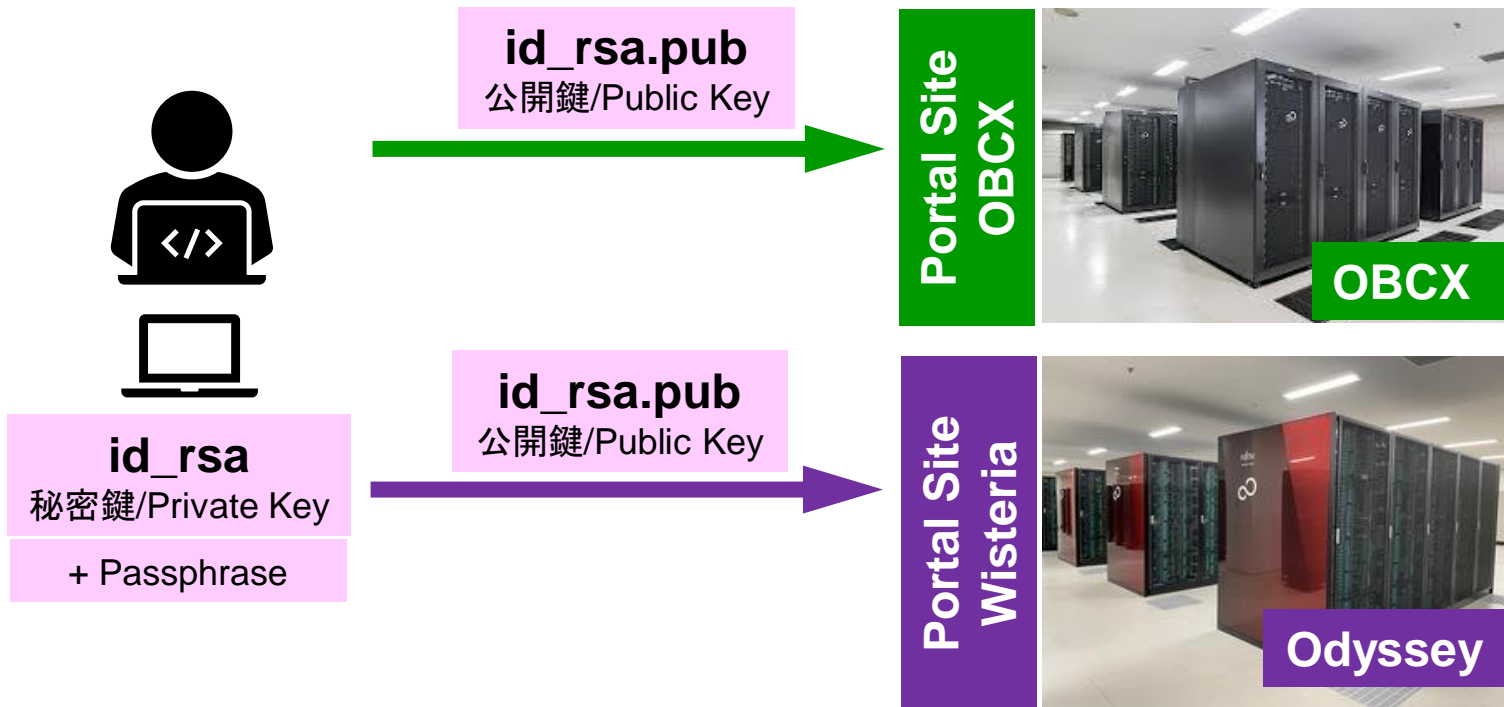 id_rsa.pub
公開鍵/Public Key
Portal Site
OBCX
OBCX
</>
id_rsa
秘密鍵/Private Key
+ Passphrase
id_rsa.pub
公開鍵/Public Key
Portal Site
Wisteria
Odyssey